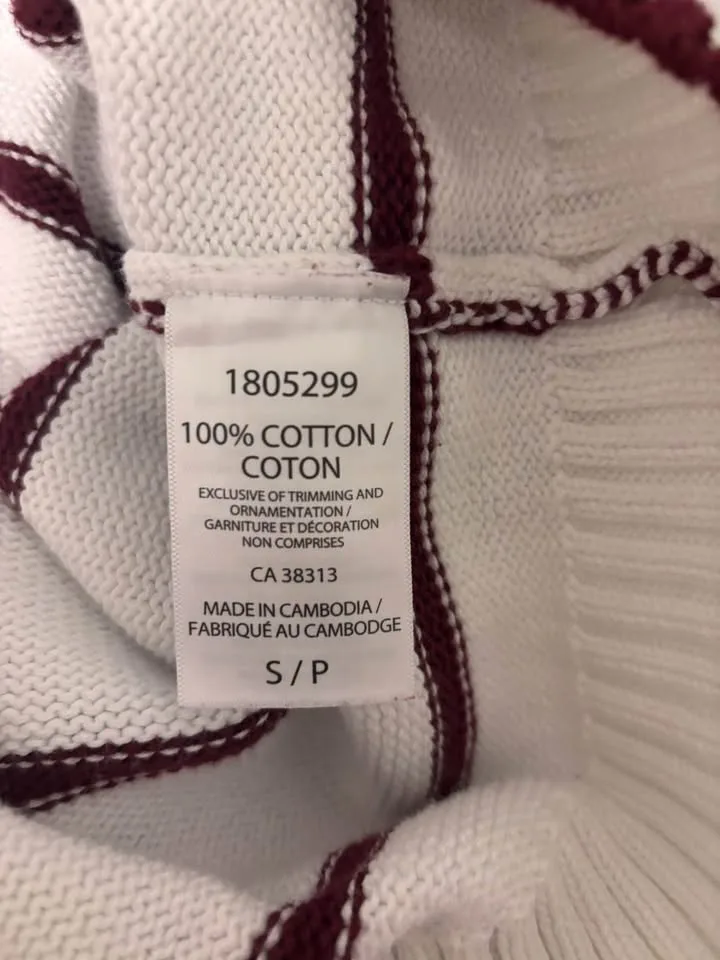 1805299
100% COTTON /
COTON
EXCLUSIVE OF TRIMMING AND
ORNAMENTATION /
GARNITURE ET DÉCORATION
NON COMPRISES
CA 38313
MADE IN CAMBODIA /
FABRIQUÉ AU CAMBODGE
S / P